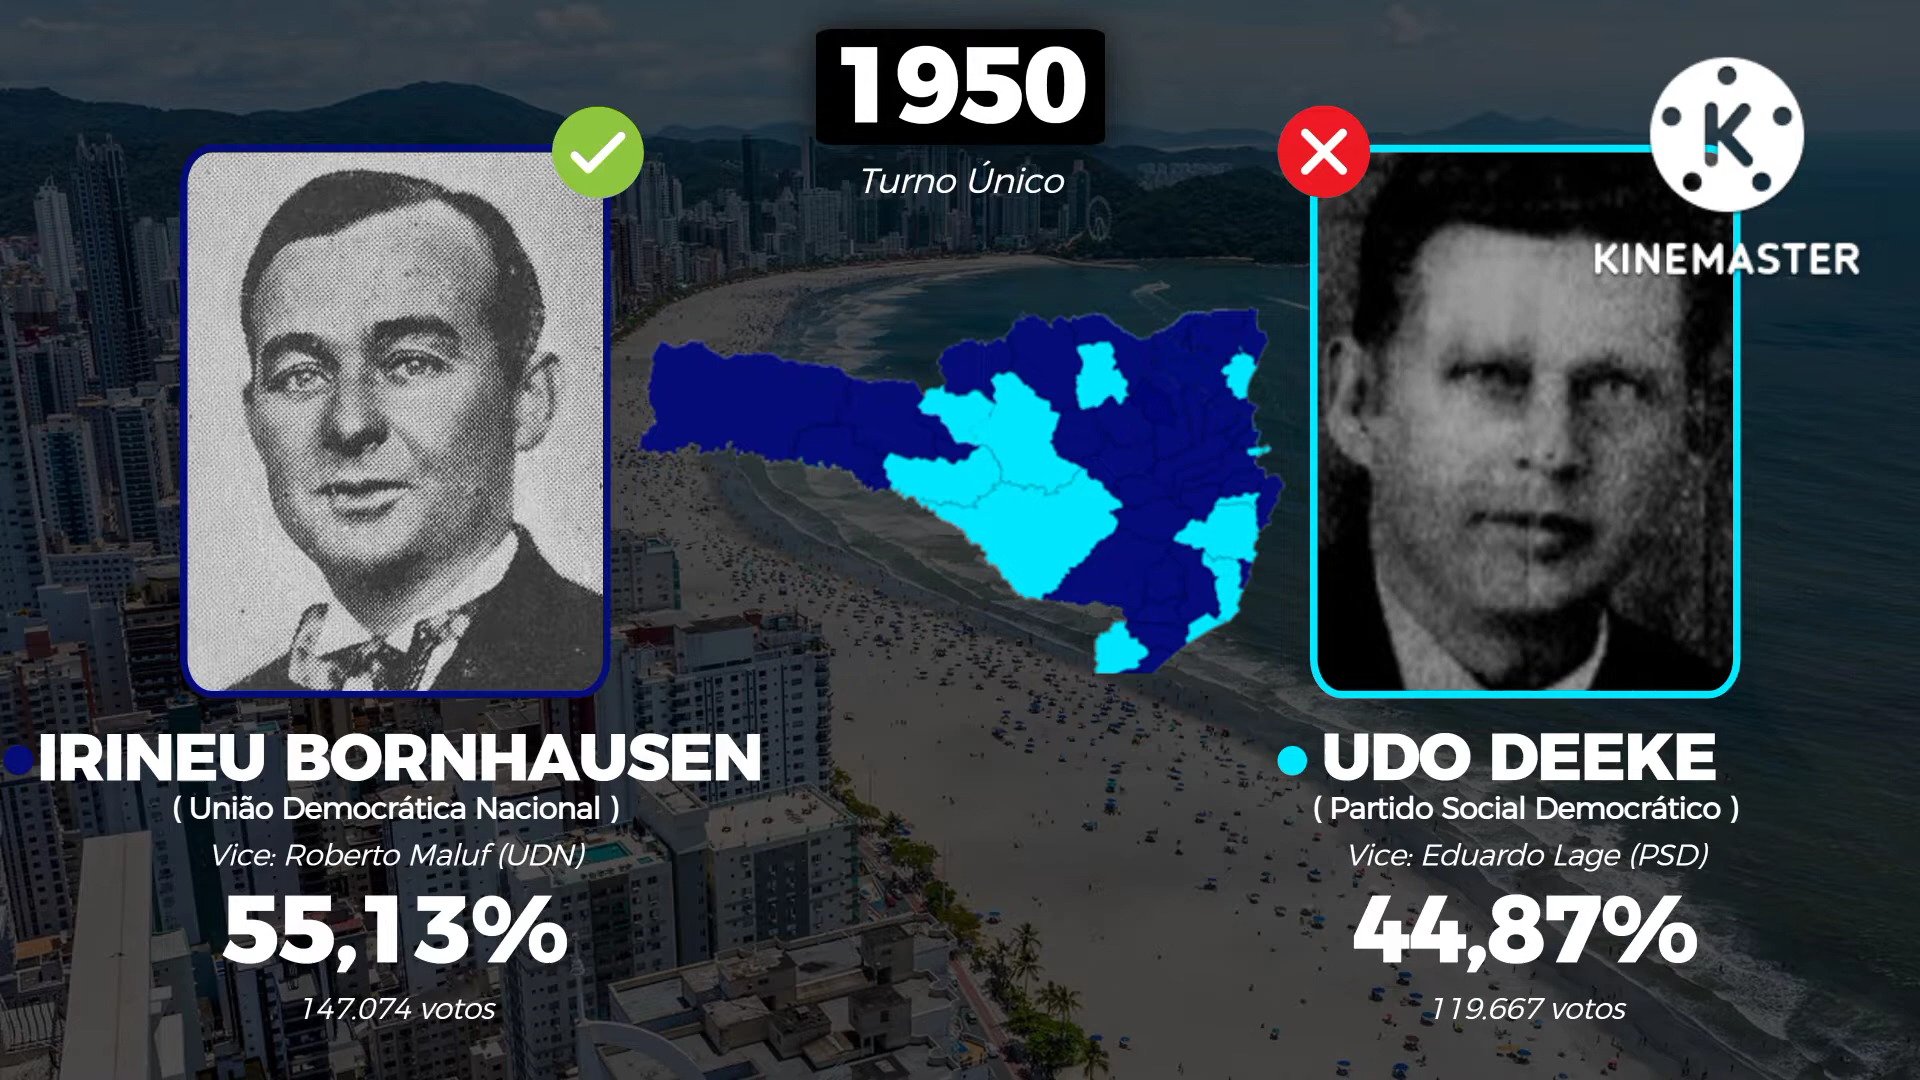 1950
Turno Único
K
KINEMASTER
IRINEU BORNHAUSEN
( União Democrática Nacional )
Vice: Roberto Maluf (UDN)
55,13%
147.074 votos
UDO DEEKE
( Partido Social Democrático )
Vice: Eduardo Lage (PSD)
44,87%
119.667 votos